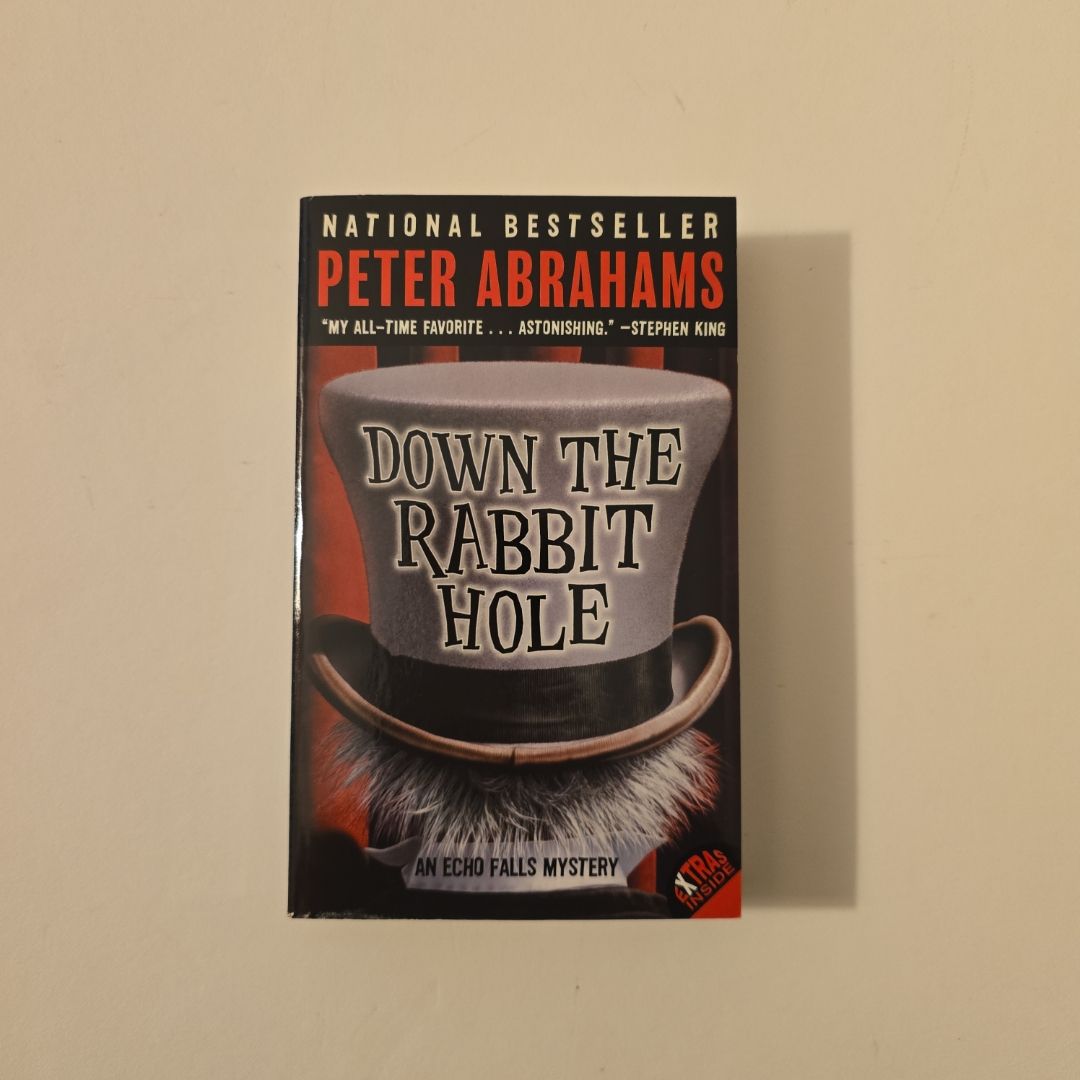 NATIONAL BESTSELLER
PETER ABRAHAMS
"MY ALL-TIME FAVORITE . . . ASTONISHING." —STEPHEN KING
DOWN THE
RABBIT
HOLE
AN ECHO FALLS MYSTERY
EXTRAS
INSIDE